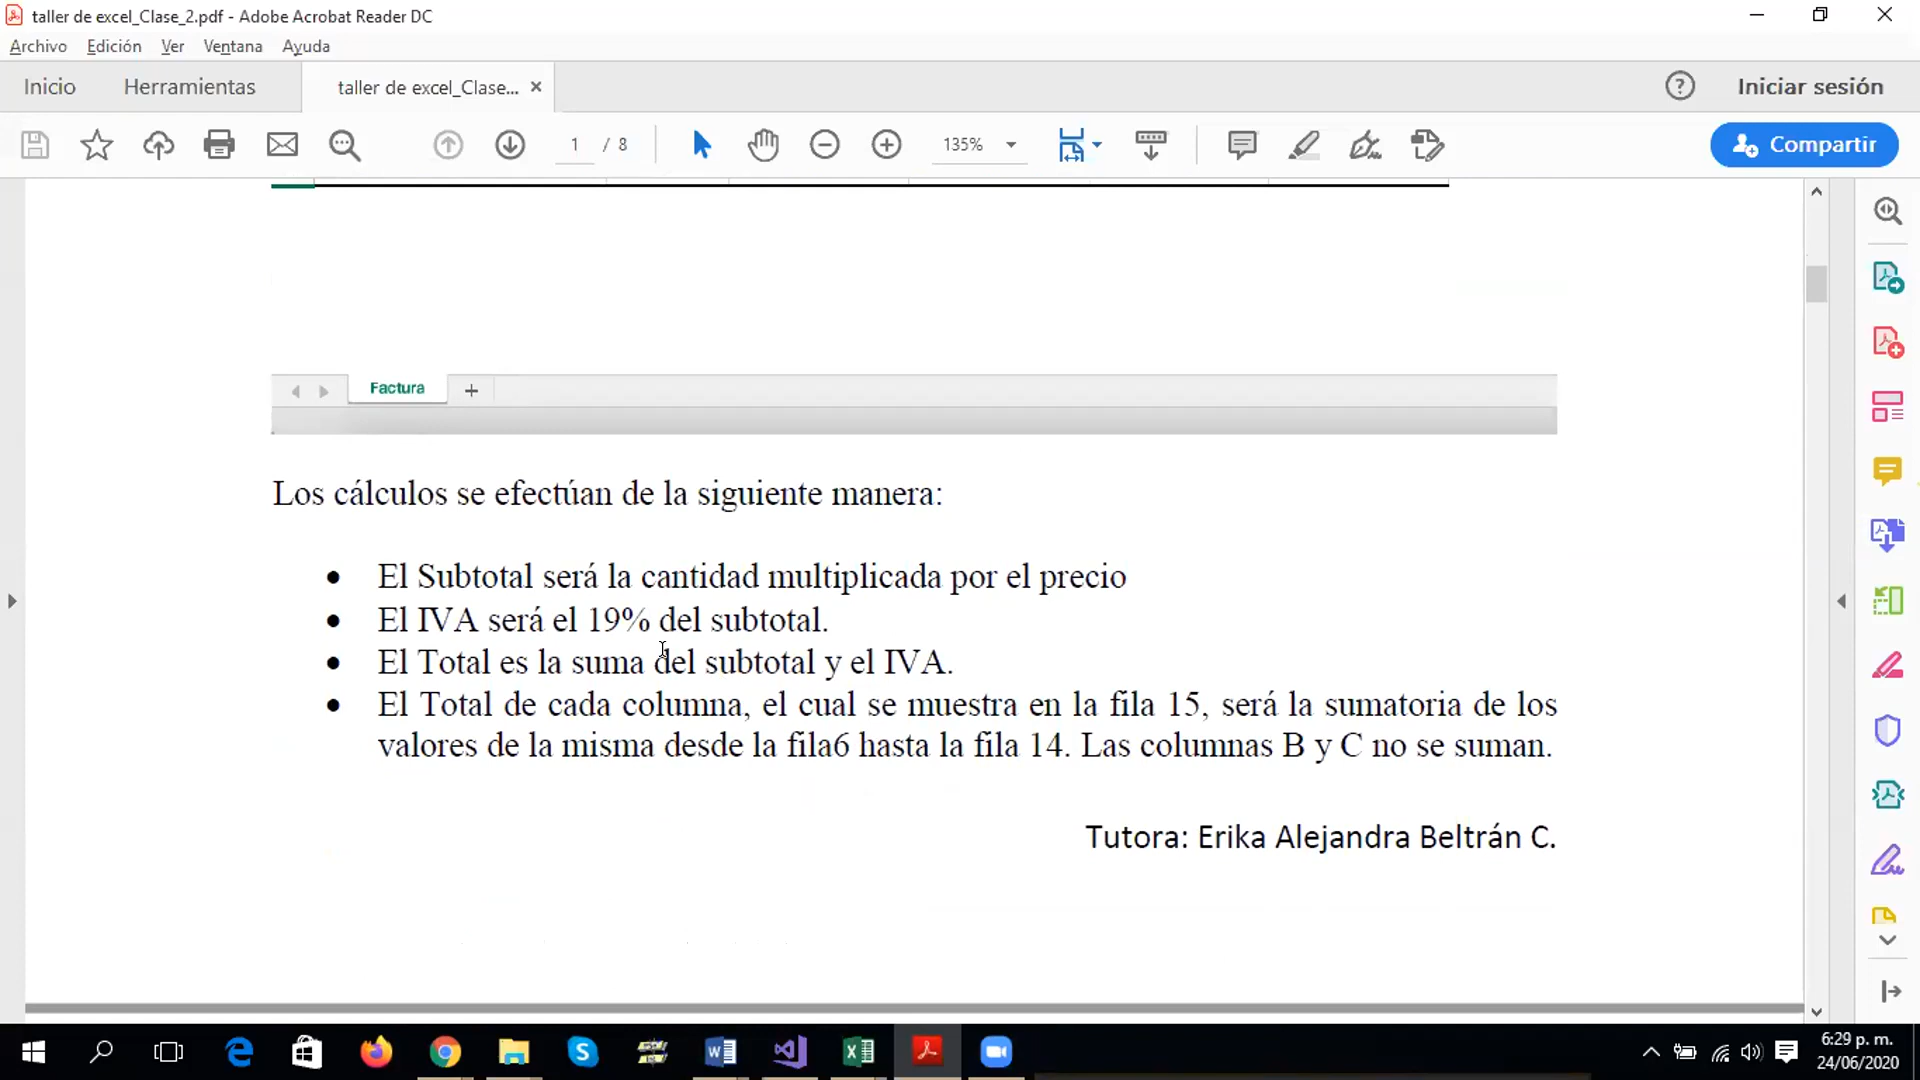 taller de excel_Clase_2.pdf - Adobe Acrobat Reader DC
Archivo Edición Ver Ventana Ayuda
Inicio Herramientas taller de excel_Clase... Iniciar sesión
1 / 8 135% Compartir
Factura
Los cálculos se efectúan de la siguiente manera:
• El Subtotal será la cantidad multiplicada por el precio
• El IVA será el 19% del subtotal.
• El Total es la suma del subtotal y el IVA.
• El Total de cada columna, el cual se muestra en la fila 15, será la sumatoria de los
valores de la misma desde la fila6 hasta la fila 14. Las columnas B y C no se suman.
Tutora: Erika Alejandra Beltrán C.
6:29 p. m.
24/06/2020